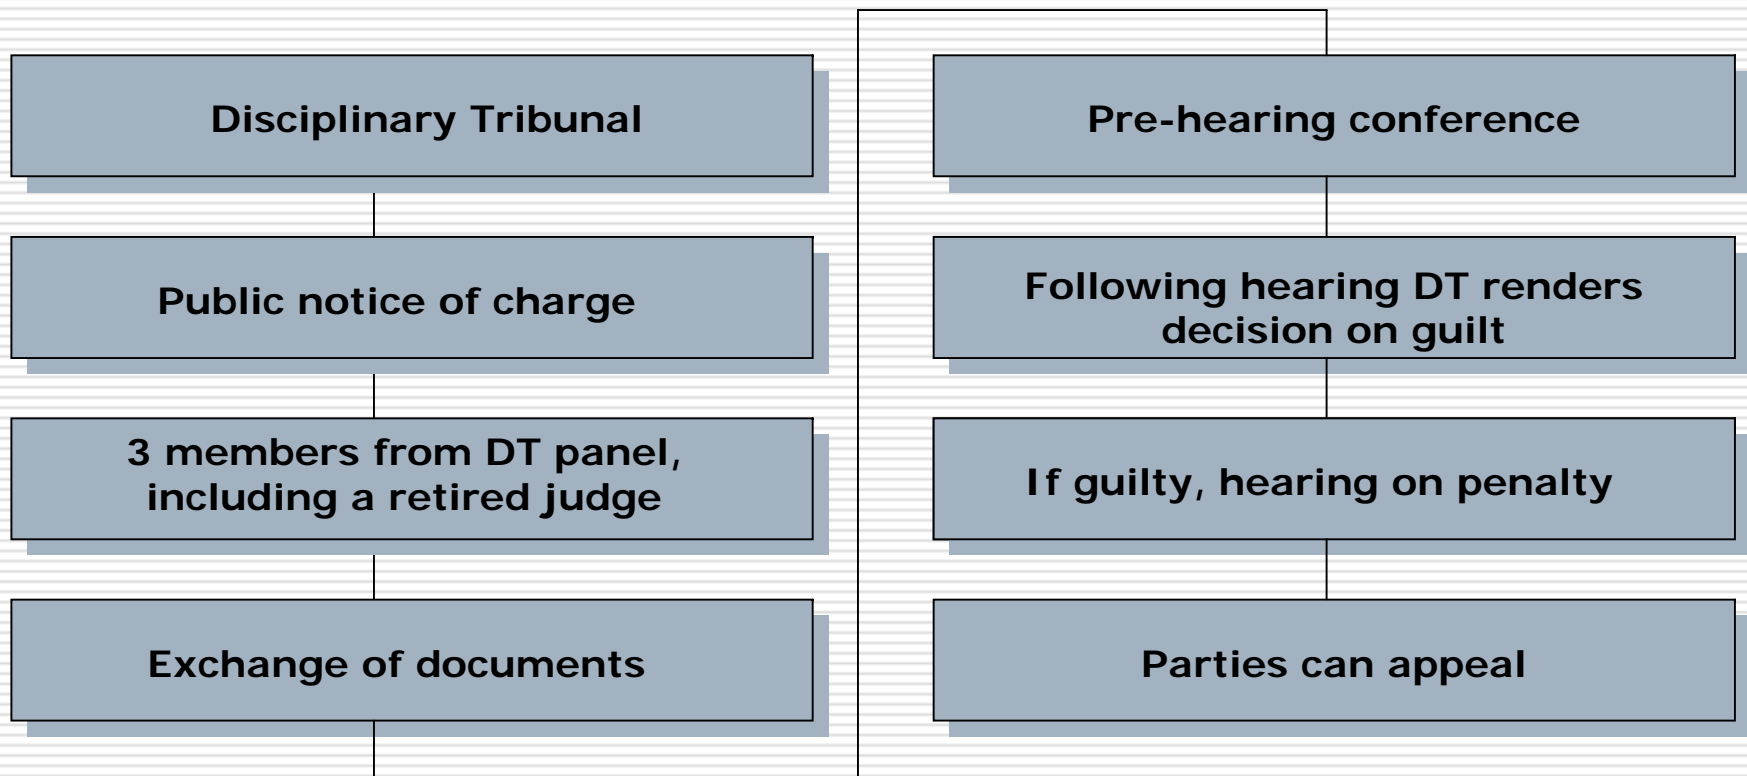 Disciplinary Tribunal
Public notice of charge
3 members from DT panel,
including a retired judge
Exchange of documents
Pre-hearing conference
Following hearing DT renders
decision on guilt
If guilty, hearing on penalty
Parties can appeal